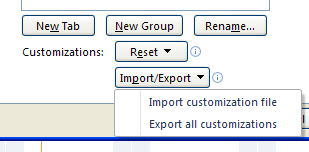 New Tab New Group Rename...
Customizations: Reset
Import/Export
Import customization file
Export all customizations